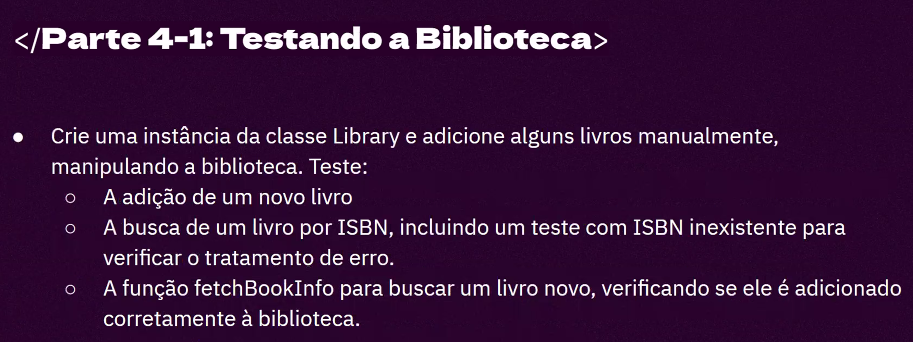 </Parte 4-1: Testando a Biblioteca>
● Crie uma instância da classe Library e adicione alguns livros manualmente,
manipulando a biblioteca. Teste:
○ A adição de um novo livro
○ A busca de um livro por ISBN, incluindo um teste com ISBN inexistente para
verificar o tratamento de erro.
○ A função fetchBookInfo para buscar um livro novo, verificando se ele é adicionado
corretamente à biblioteca.